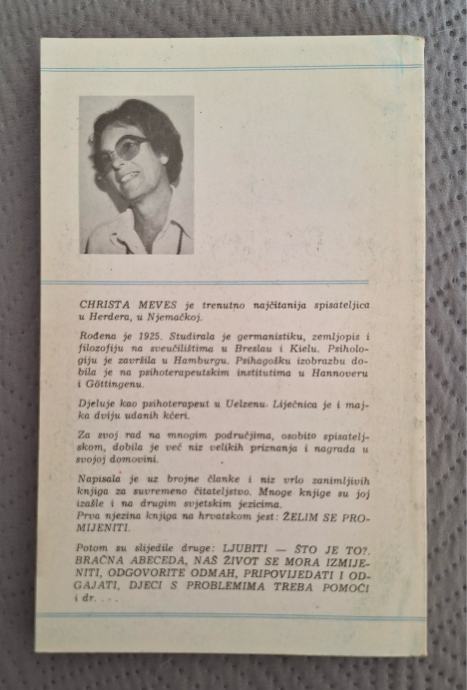 CHRISTA MEVES je trenutno najčitanija spisateljica
u Herdera, u Njemačkoj.
Rođena je 1925. Studirala je germanistiku, zemljopis i
filozofiju na sveučilištima u Breslau i Kielu. Psiholo-
giju je završila u Hamburgu. Psihagošku izobrazbu do-
bila je na psihoterapeutskim institutima u Hannoveru
i Göttingenu.
Djeluje kao psihoterapeut u Uelzenu. Liječnica je i maj-
ka dviju udanih kćeri.
Za svoj rad na mnogim područjima, osobito spisatelj-
skom, dobila je već niz velikih priznanja i nagrada u
svojoj domovini.
Napisala je uz brojne članke i niz vrlo zanimljivih
knjiga za suvremeno čitateljstvo. Mnoge knjige su joj
izašle i na drugim svjetskim jezicima.
Prva njezina knjiga na hrvatskom jest: ŽELIM SE PRO-
MIJENITI.
Potom su slijedile druge: LJUBITI — ŠTO JE TO?.
BRAČNA ABECEDA, NAŠ ŽIVOT SE MORA IZMIJE-
NITI, ODGOVORITE ODMAH, PRIPOVIJEDATI I OD-
GAJATI, DJECI S PROBLEMIMA TREBA POMOĆI
i dr. . . .